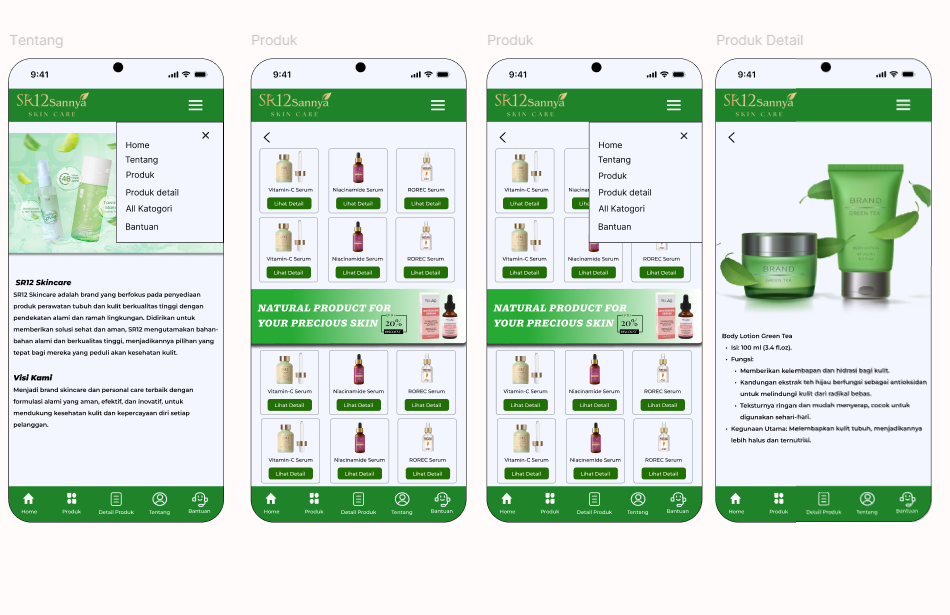 Tentang
9:41
SR12Sannya
SKIN CARE
Home
Tentang
Produk
Produk detail
All Katogori
Bantuan
SR12 Skincare
SR12 Skincare adalah brand yang berfokus pada penyediaan
produk perawatan tubuh dan kulit berkualitas tinggi dengan
pendekatan alami dan ramah lingkungan. Didirikan untuk
memberikan solusi sehat dan aman, SR12 mengutamakan bahan-
bahan alami dan berkualitas tinggi, menjadikannya pilihan yang
tepat bagi mereka yang peduli akan kesehatan kulit.
Visi Kami
Menjadi brand skincare dan personal care terbaik dengan
formulasi alami yang aman, efektif, dan inovatif, untuk
mendukung kesehatan kulit dan kepercayaan diri setiap
pelanggan.
Home Produk Detail Produk Tentang Bantuan
Produk
9:41
SR12Sannya
SKIN CARE
Vitamin-C Serum Niacinamide Serum ROREC Serum
Lihat Detail Lihat Detail Lihat Detail
Vitamin-C Serum Niacinamide Serum ROREC Serum
Lihat Detail Lihat Detail Lihat Detail
NATURAL PRODUCT FOR
YOUR PRECIOUS SKIN
20%
Vitamin-C Serum Niacinamide Serum ROREC Serum
Lihat Detail Lihat Detail Lihat Detail
Vitamin-C Serum Niacinamide Serum ROREC Serum
Lihat Detail Lihat Detail Lihat Detail
Home Produk Detail Produk Tentang Bantuan
Produk
9:41
SR12Sannya
SKIN CARE
Home
Tentang
Produk
Produk detail
All Katogori
Bantuan
Vitamin-C Serum Niacina
Lihat Detail
Vitamin-C Serum Niacinamide Serum ROREC Serum
Lihat Detail Lihat Detail Lihat Detail
NATURAL PRODUCT FOR
YOUR PRECIOUS SKIN
20%
Vitamin-C Serum Niacinamide Serum ROREC Serum
Lihat Detail Lihat Detail Lihat Detail
Vitamin-C Serum Niacinamide Serum ROREC Serum
Lihat Detail Lihat Detail Lihat Detail
Home Produk Detail Produk Tentang Bantuan
Produk Detail
9:41
SR12Sannya
SKIN CARE
BRAND
GREEN TEA
BRAND
GREEN TEA
Body Lotion Green Tea
• Isi: 100 ml (3.4 fl.oz).
• Fungsi:
• Memberikan kelembapan dan hidrasi bagi kulit.
• Kandungan ekstrak teh hijau berfungsi sebagai antioksidan
untuk melindungi kulit dari radikal bebas.
• Teksturnya ringan dan mudah menyerap, cocok untuk
digunakan sehari-hari.
• Kegunaan Utama: Melembapkan kulit tubuh, menjadikannya
lebih halus dan ternutrisi.
Home Produk Detail Produk Tentang Bantuan